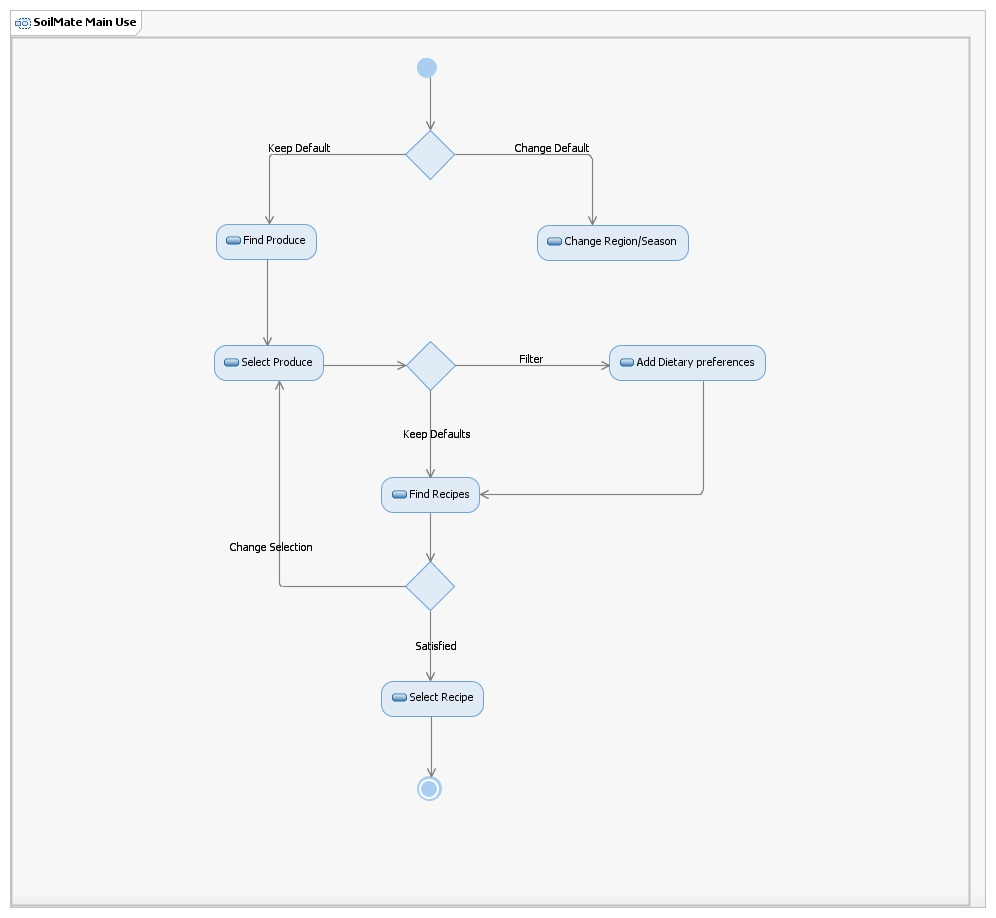 SoilMate Main Use
Keep Default
Change Default
Find Produce
Change Region/Season
Select Produce
Filter
Add Dietary preferences
Keep Defaults
Find Recipes
Change Selection
Satisfied
Select Recipe